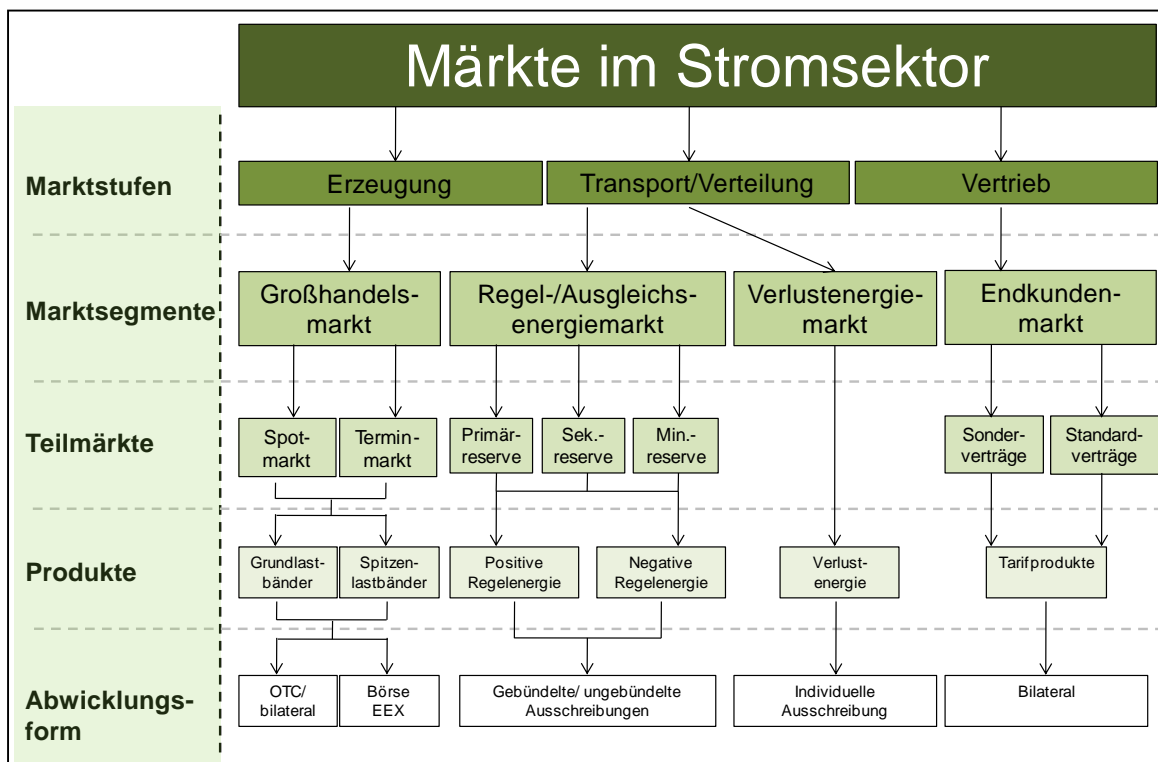 Märkte im Stromsektor
Marktstufen
Erzeugung
Transport/Verteilung
Vertrieb
Marktsegmente
Großhandels-
markt
Regel-/Ausgleichs-
energiemarkt
Verlustenergie-
markt
Endkunden-
markt
Teilmärkte
Spot-
markt
Termin-
markt
Primär-
reserve
Sek.-
reserve
Min.-
reserve
Sonder-
verträge
Standard-
verträge
Produkte
Grundlast-
bänder
Spitzen-
lastbänder
Positive
Regelenergie
Negative
Regelenergie
Verlust-
energie
Tarifprodukte
Abwicklungs-
form
OTC/
bilateral
Börse
EEX
Gebündelte/ ungebündelte
Ausschreibungen
Individuelle
Ausschreibung
Bilateral